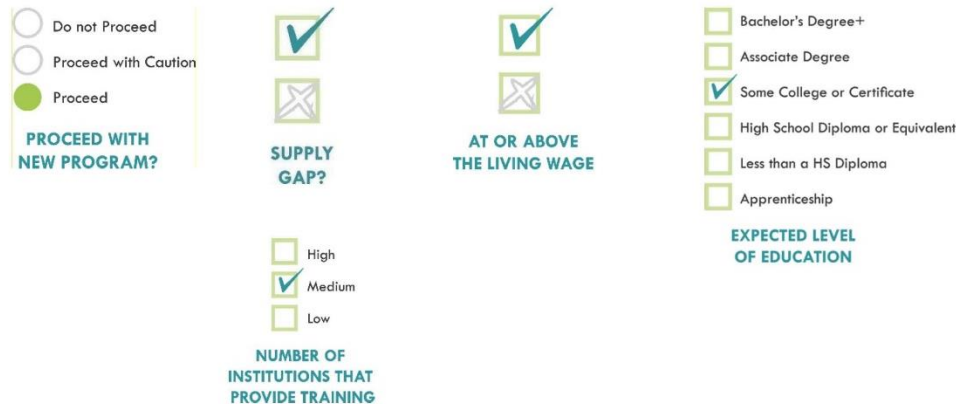 Do not Proceed
Proceed with Caution
Proceed
PROCEED WITH
NEW PROGRAM?
SUPPLY
GAP?
AT OR ABOVE
THE LIVING WAGE
Bachelor's Degree+
Associate Degree
Some College or Certificate
High School Diploma or Equivalent
Less than a HS Diploma
Apprenticeship
EXPECTED LEVEL
OF EDUCATION
High
Medium
Low
NUMBER OF
INSTITUTIONS THAT
PROVIDE TRAINING